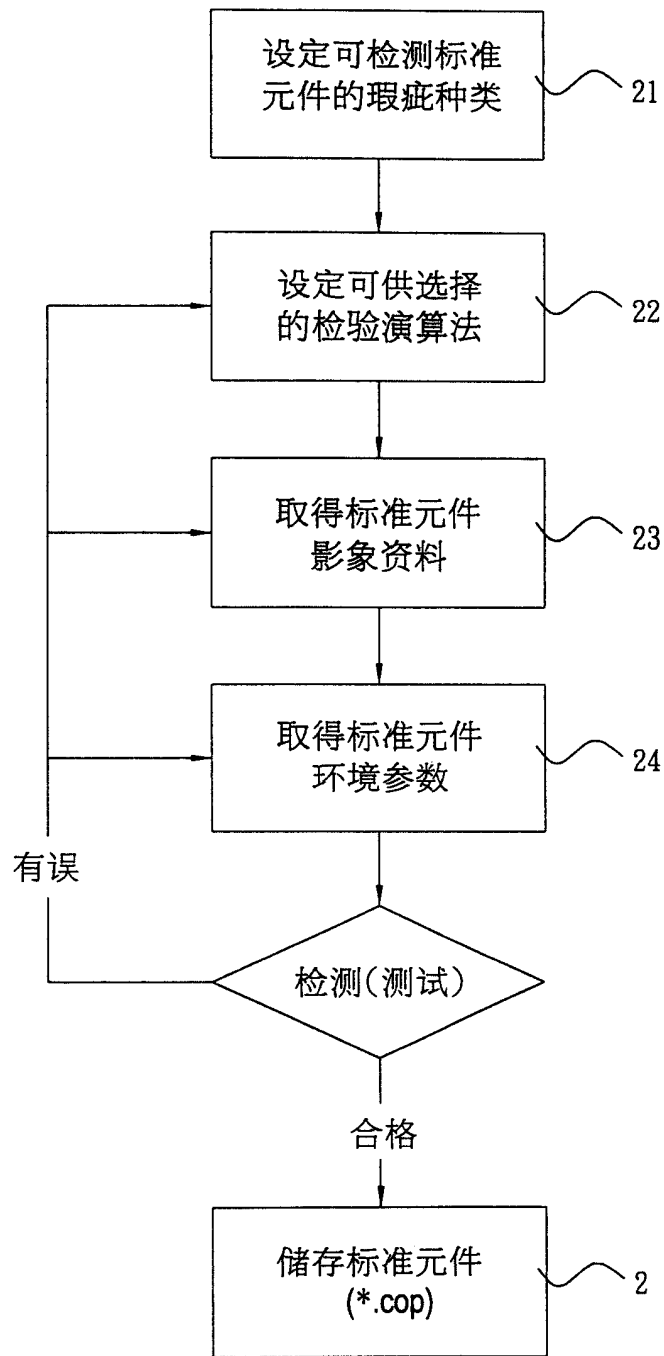 设定可检测标准
元件的瑕疵种类
21
设定可供选择
的检验演算法
22
取得标准元件
影象资料
23
取得标准元件
环境参数
24
有误
检测(测试)
合格
储存标准元件
(*.cop)
2